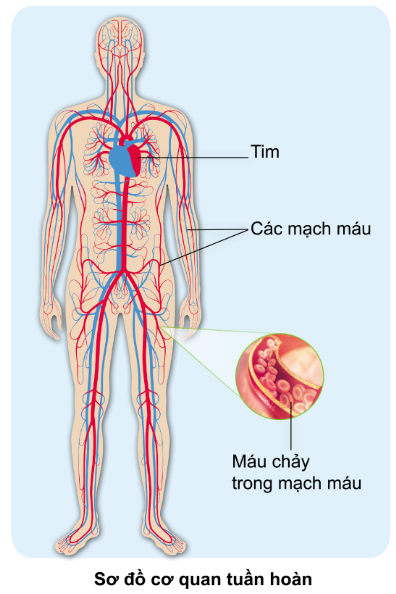 Tim
Các mạch máu
Máu chảy
trong mạch máu
Sơ đồ cơ quan tuần hoàn